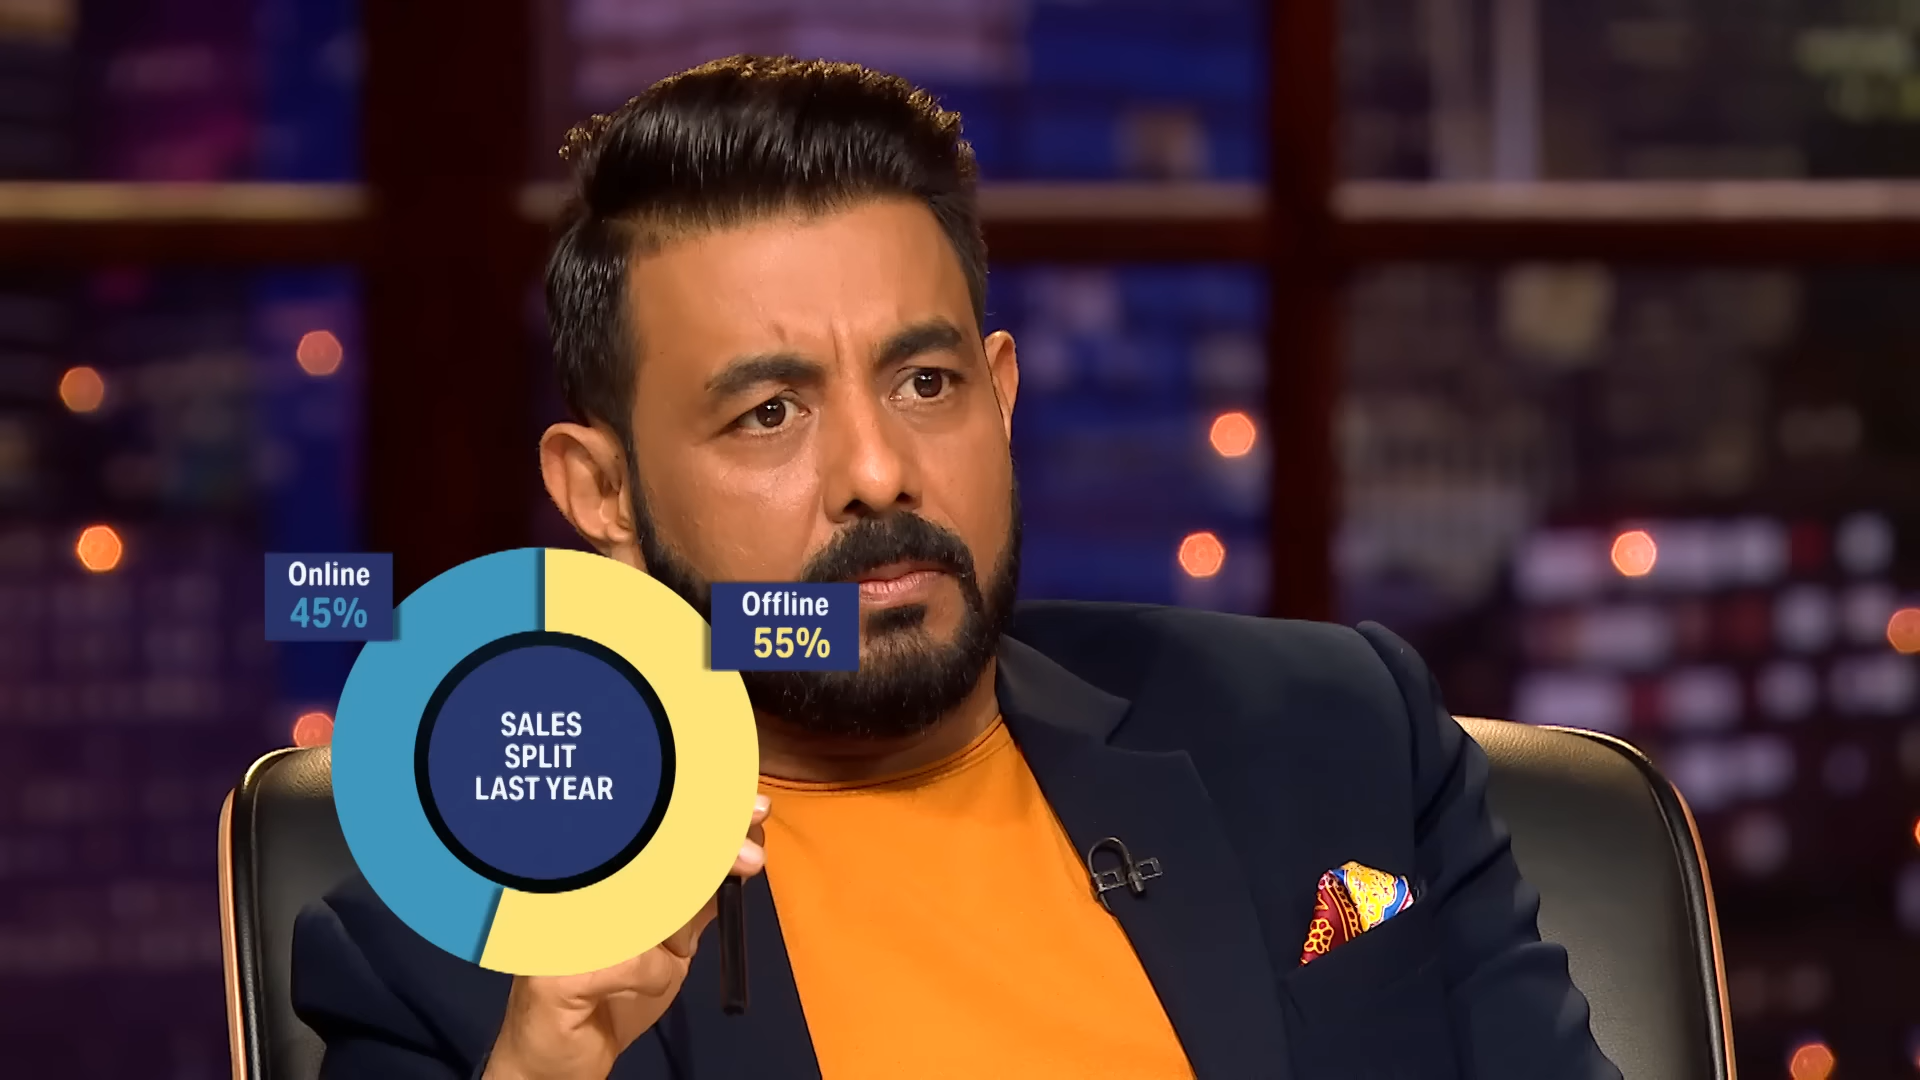 Online
45%
Offline
55%
SALES
SPLIT
LAST YEAR